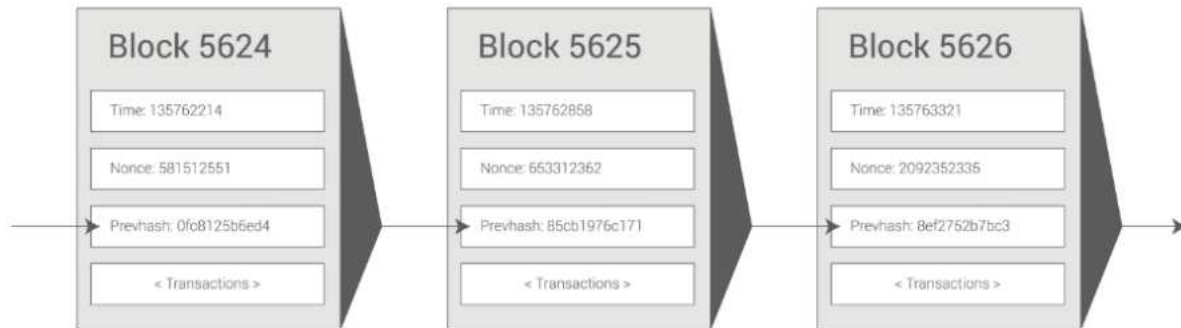 Block 5624
Time: 135762214
Nonce: 581512551
Prevhash: 0fc8125b6ed4
< Transactions >
Block 5625
Time: 135762858
Nonce: 653312362
Prevhash: 85cb1976c171
< Transactions >
Block 5626
Time: 135763321
Nonce: 2092352335
Prevhash: 8ef2752b7bc3
< Transactions >